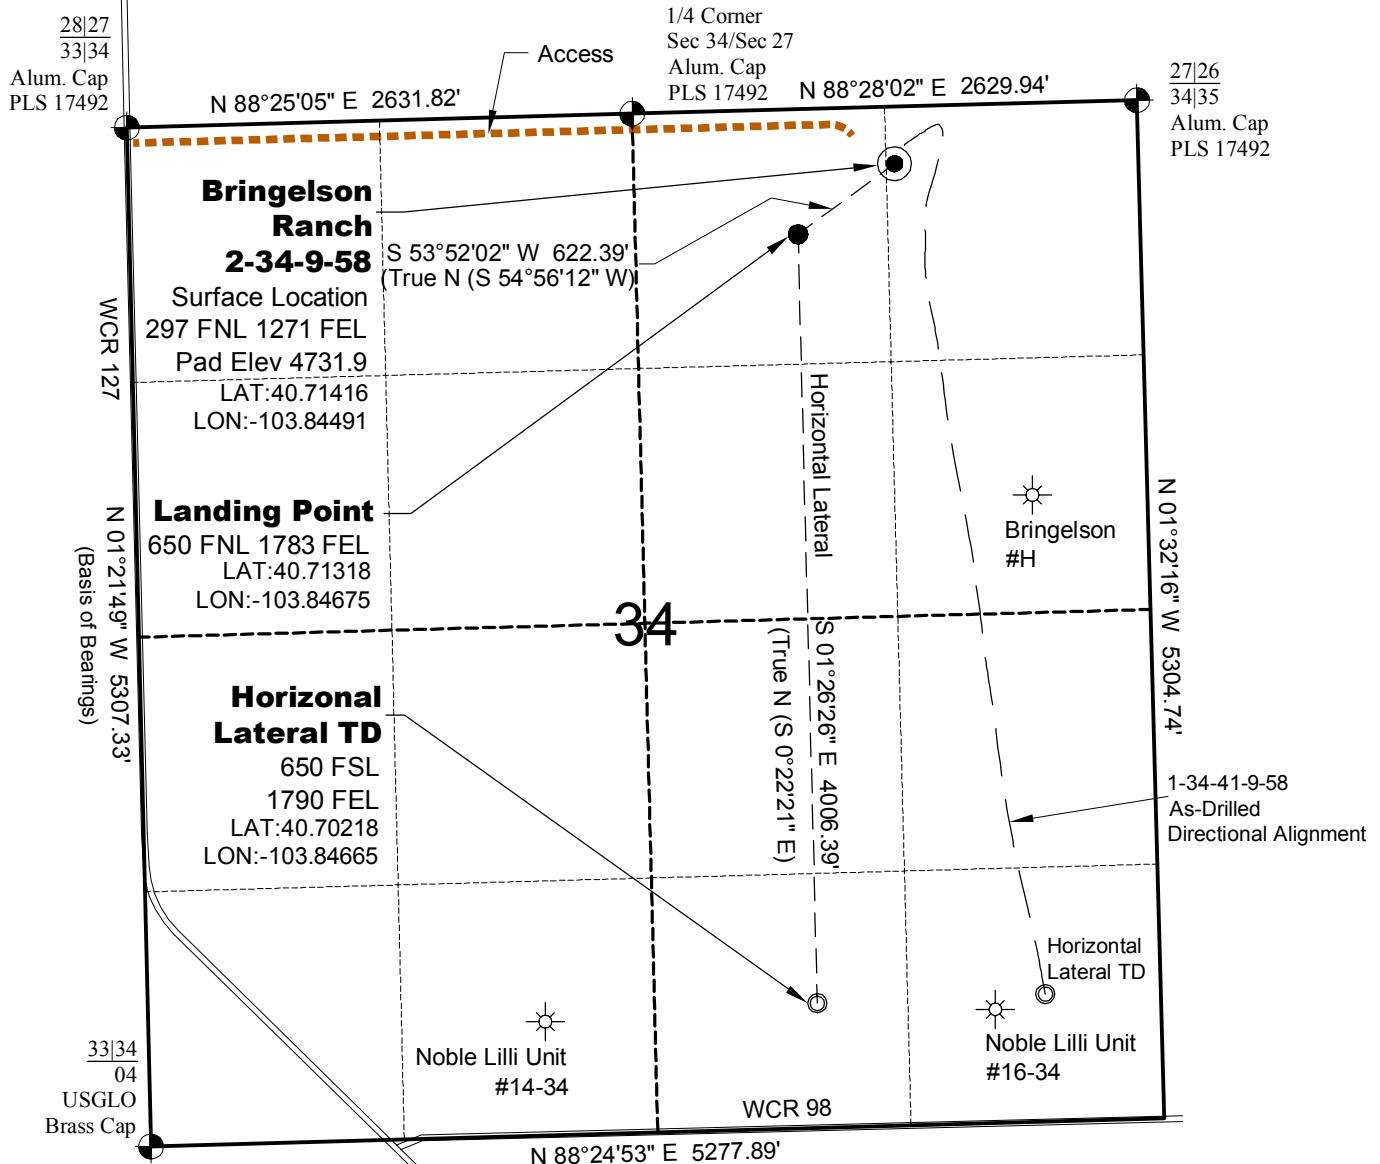 28|27
33|34
Alum. Cap
PLS 17492
N 88°25'05" E 2631.82'
Access
1/4 Corner
Sec 34/Sec 27
Alum. Cap
PLS 17492
N 88°28'02" E 2629.94'
27|26
34|35
Alum. Cap
PLS 17492
Bringelson
Ranch
2-34-9-58
Surface Location
297 FNL 1271 FEL
Pad Elev 4731.9
LAT:40.71416
LON:-103.84491
S 53°52'02" W 622.39'
(True N (S 54°56'12" W)
WCR 127
Landing Point
650 FNL 1783 FEL
LAT:40.71318
LON:-103.84675
Horizontal Lateral
Bringelson
#H
N 01°21'49" W 5307.33'
(Basis of Bearings)
N 01°32'16" W 5304.74'
34
S 01°26'26" E 4006.39'
(True N (S 0°22'21" E)
Horizonal
Lateral TD
650 FSL
1790 FEL
LAT:40.70218
LON:-103.84665
1-34-41-9-58
As-Drilled
Directional Alignment
Horizontal
Lateral TD
Noble Lilli Unit
#14-34
Noble Lilli Unit
#16-34
33|34
04
USGLO
Brass Cap
WCR 98
N 88°24'53" E 5277.89'